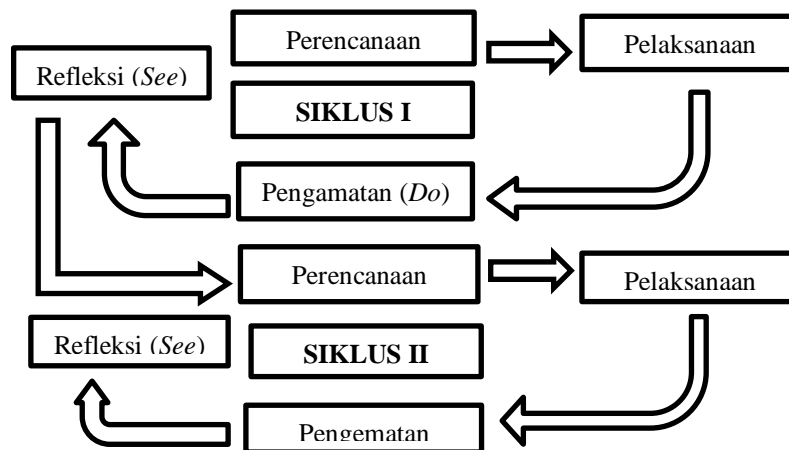 Perencanaan
Pelaksanaan
Refleksi (See)
SIKLUS I
Pengamatan (Do)
Perencanaan
Pelaksanaan
Refleksi (See)
SIKLUS II
Pengematan